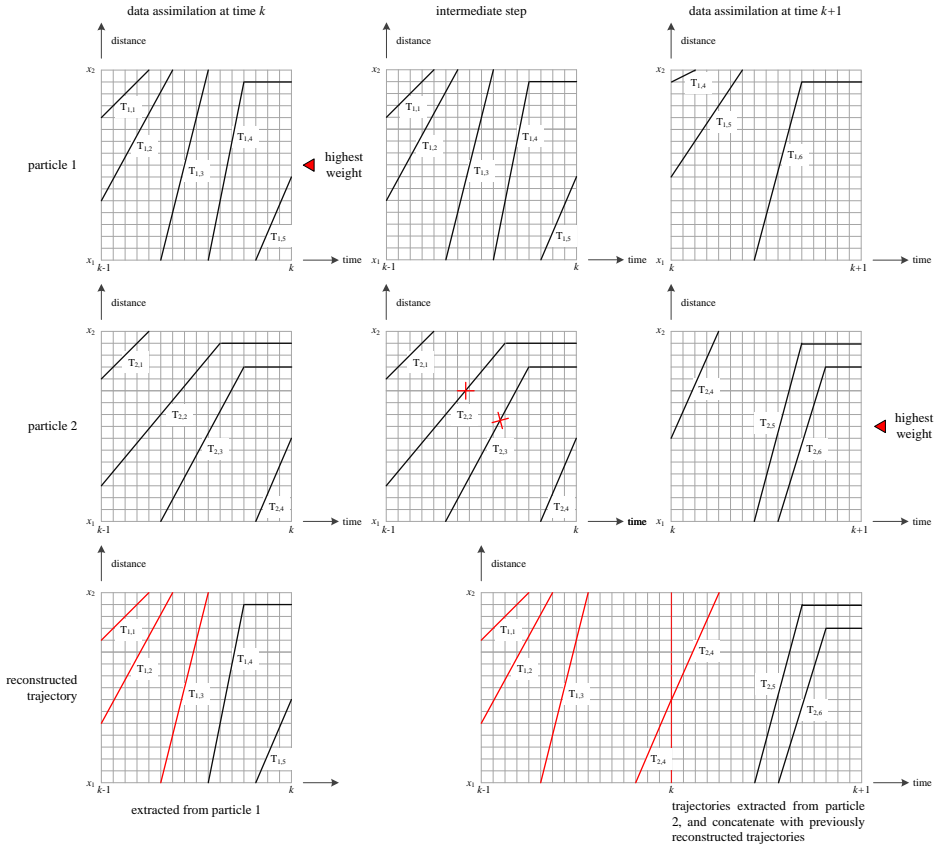 data assimilation at time k
intermediate step
data assimilation at time k+1
distance
distance
distance
x2
x2
x2
T1,1
T1,2
T1,3
T1,4
T1,5
T1,1
T1,2
T1,3
T1,4
T1,5
T1,4
T1,5
T1,6
particle 1
highest
weight
x1
k-1
k
time
x1
k-1
k
time
x1
k
k+1
time
distance
distance
distance
x2
x2
x2
T2,1
T2,2
T2,3
T2,4
T2,1
T2,2
T2,3
T2,4
T2,4
T2,5
T2,6
particle 2
highest
weight
x1
k-1
k
time
x1
k-1
k
time
x1
k
k+1
time
distance
distance
x2
x2
T1,1
T1,2
T1,3
T1,4
T1,5
T1,1
T1,2
T1,3
T2,4
T2,4
T2,5
T2,6
reconstructed
trajectory
x1
k-1
k
x1
k-1
k
k+1
time
extracted from particle 1
trajectories extracted from particle
2, and concatenate with previously
reconstructed trajectories